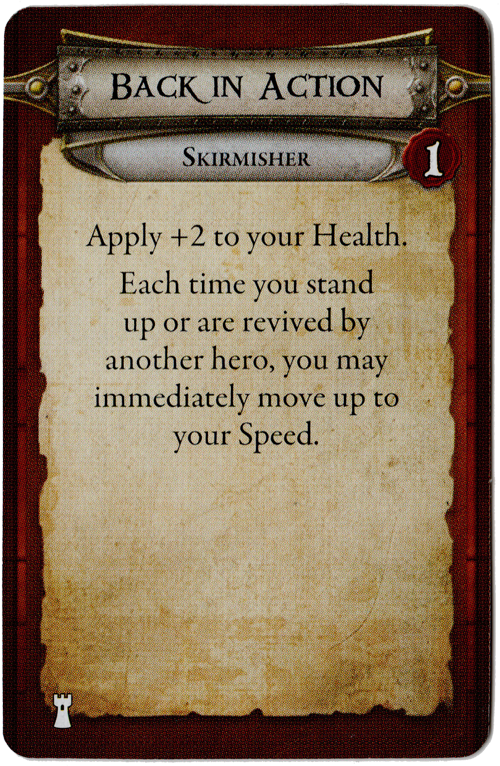 Back in Action
Skirmisher
1
Apply +2 to your Health.
Each time you stand
up or are revived by
another hero, you may
immediately move up to
your Speed.